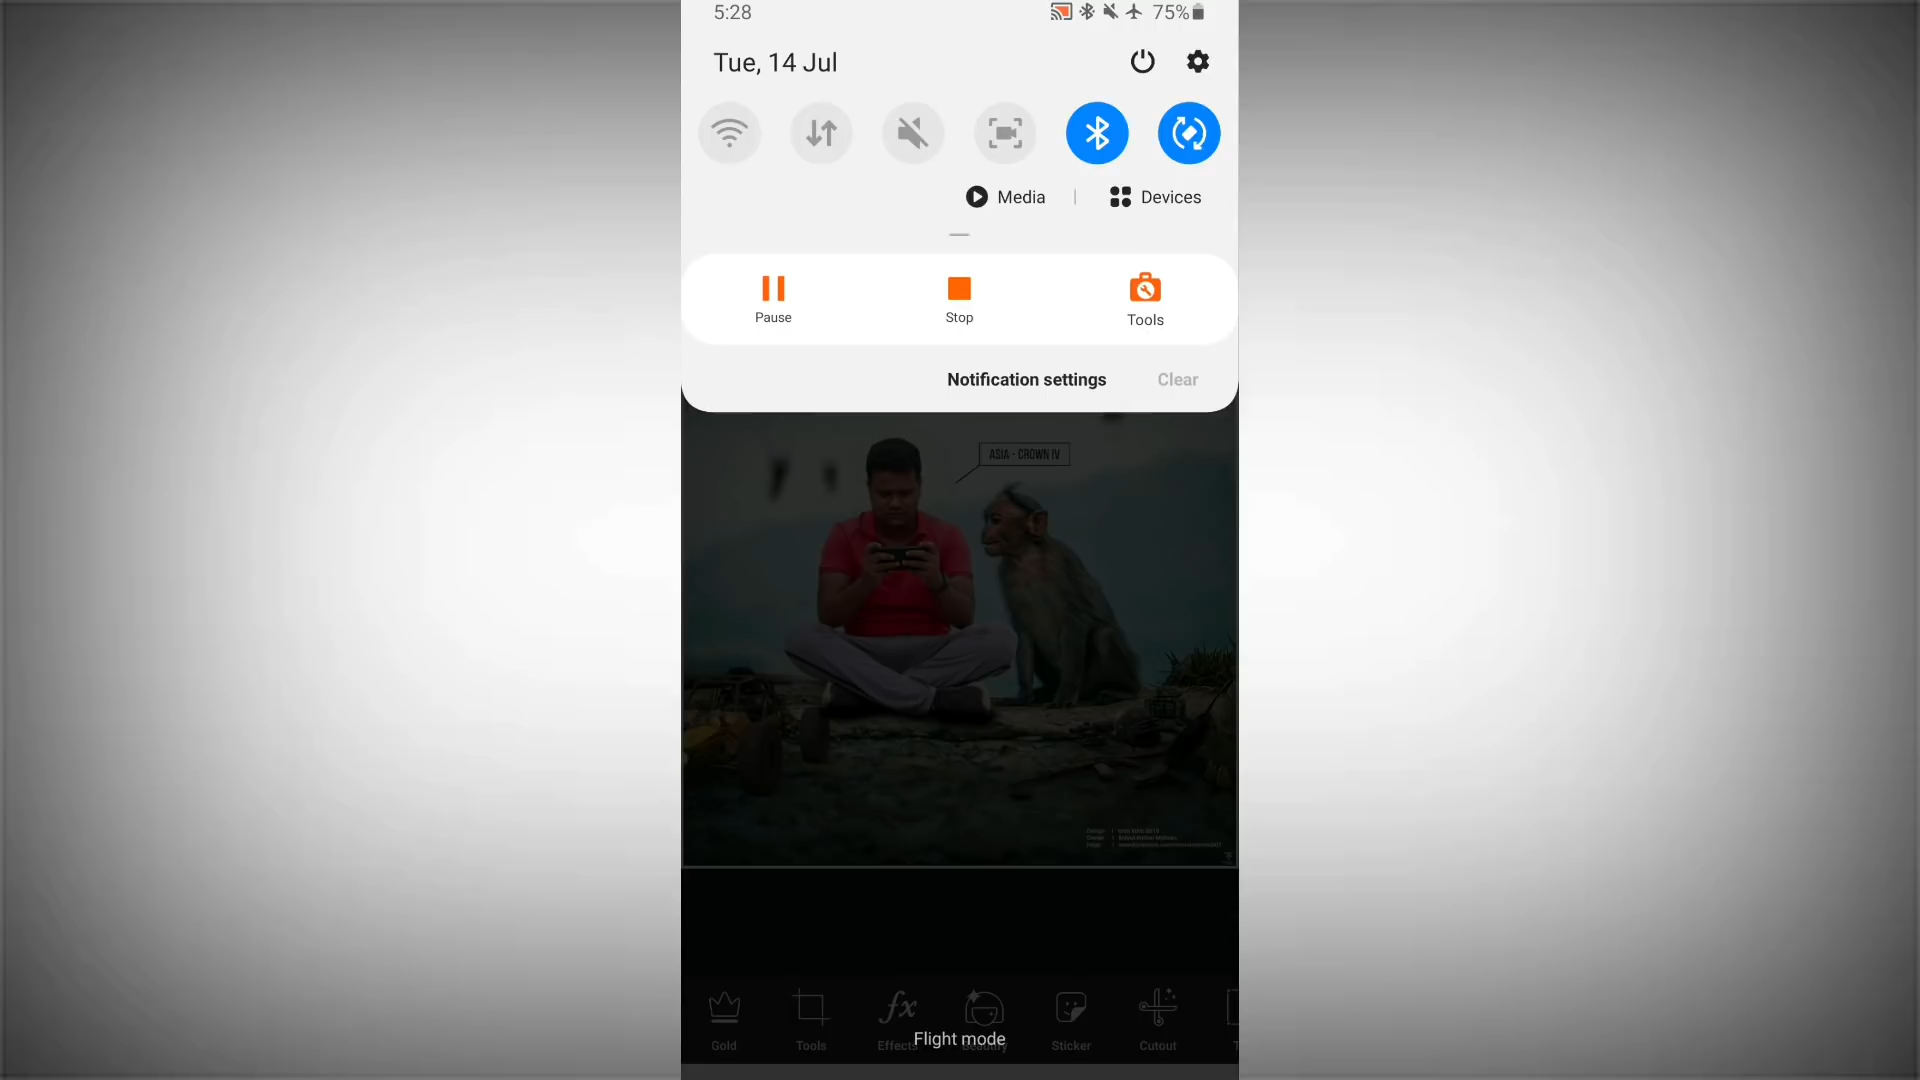 5:28
75%
Tue, 14 Jul
Media
Devices
Pause
Stop
Tools
Notification settings
Clear
ASIA - CROWN IV
Gold
Tools
Effects
Beautify
Sticker
Cutout
Flight mode